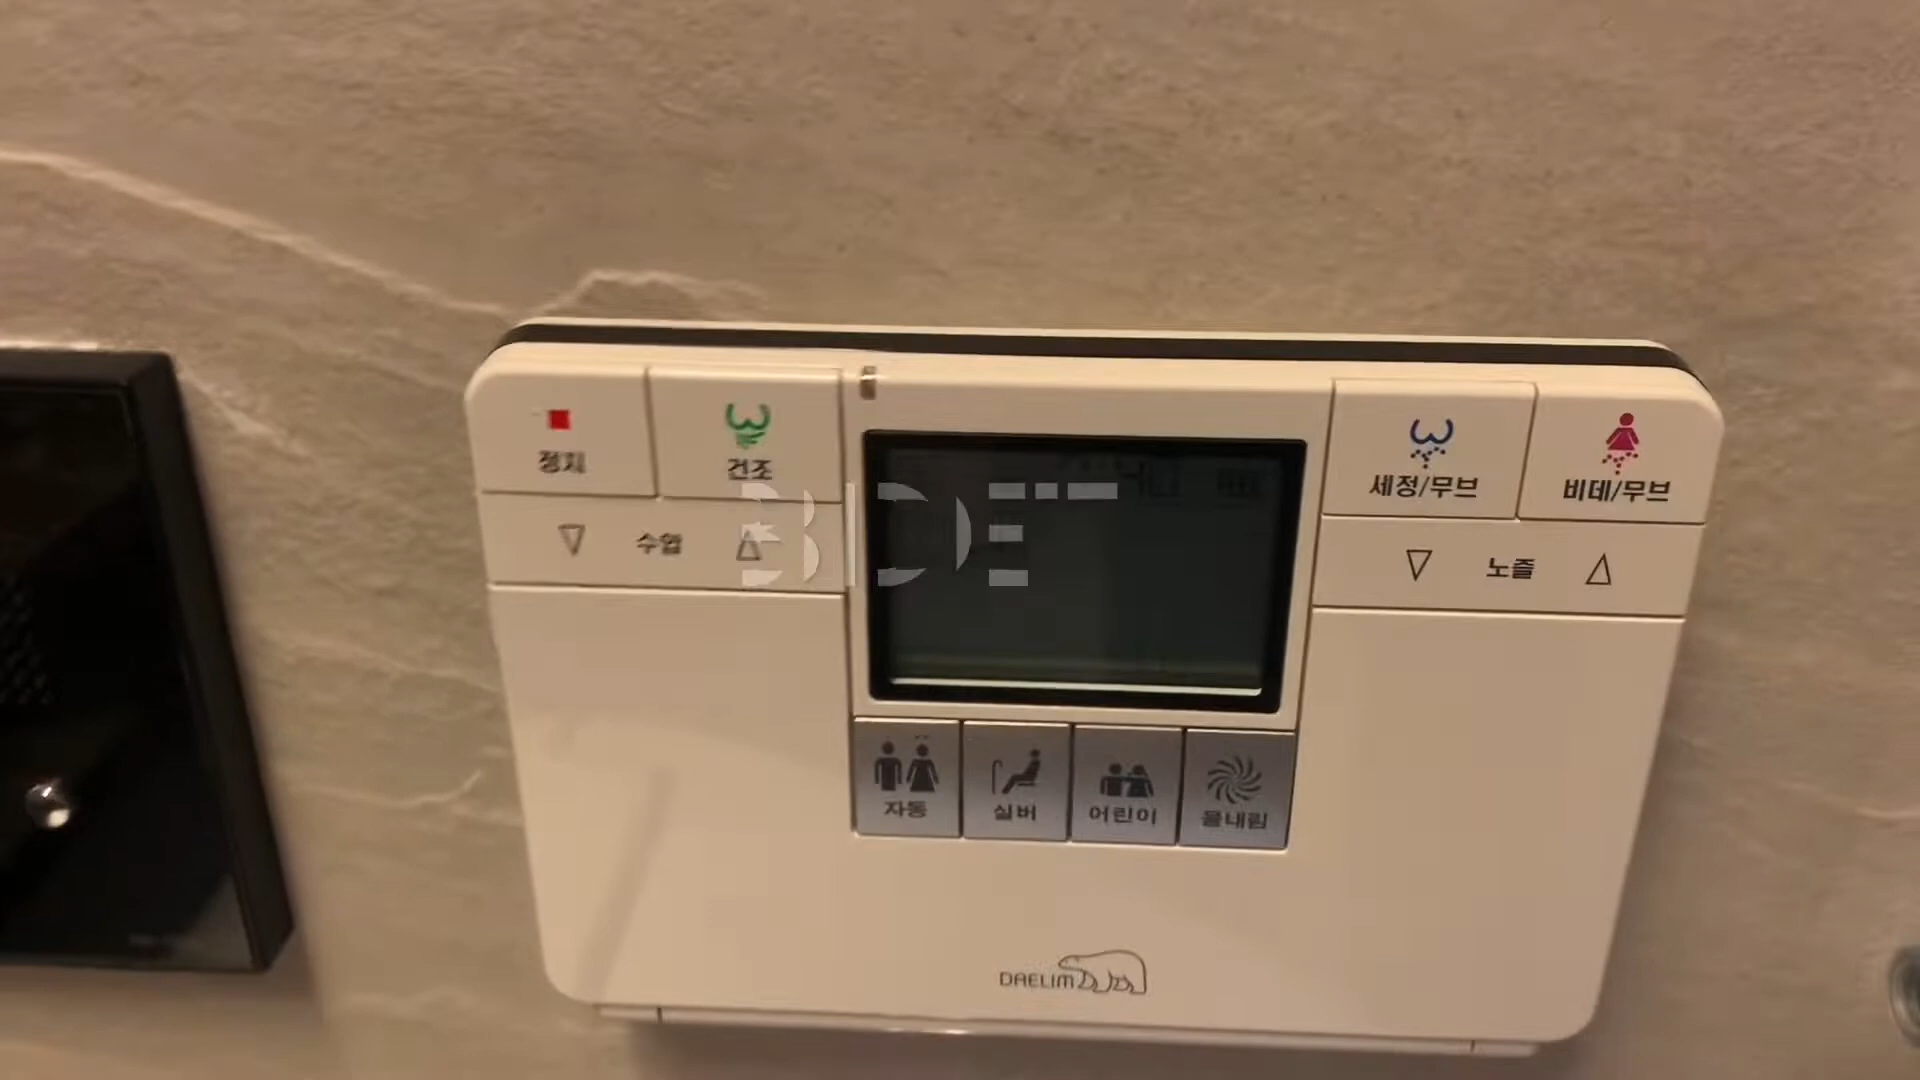 정지
건조
세정/무브
비데/무브
수압
노즐
BIDET
자동
실버
어린이
물내림
DAELIM